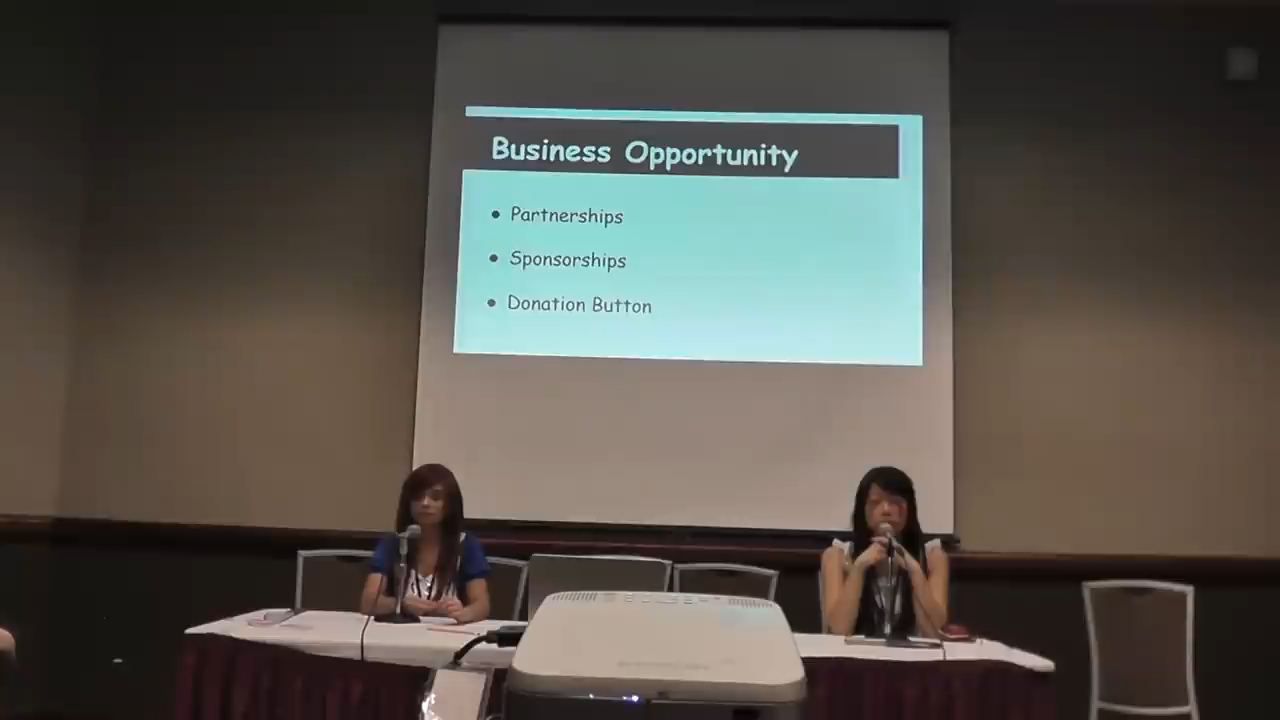 Business Opportunity
• Partnerships
• Sponsorships
• Donation Button